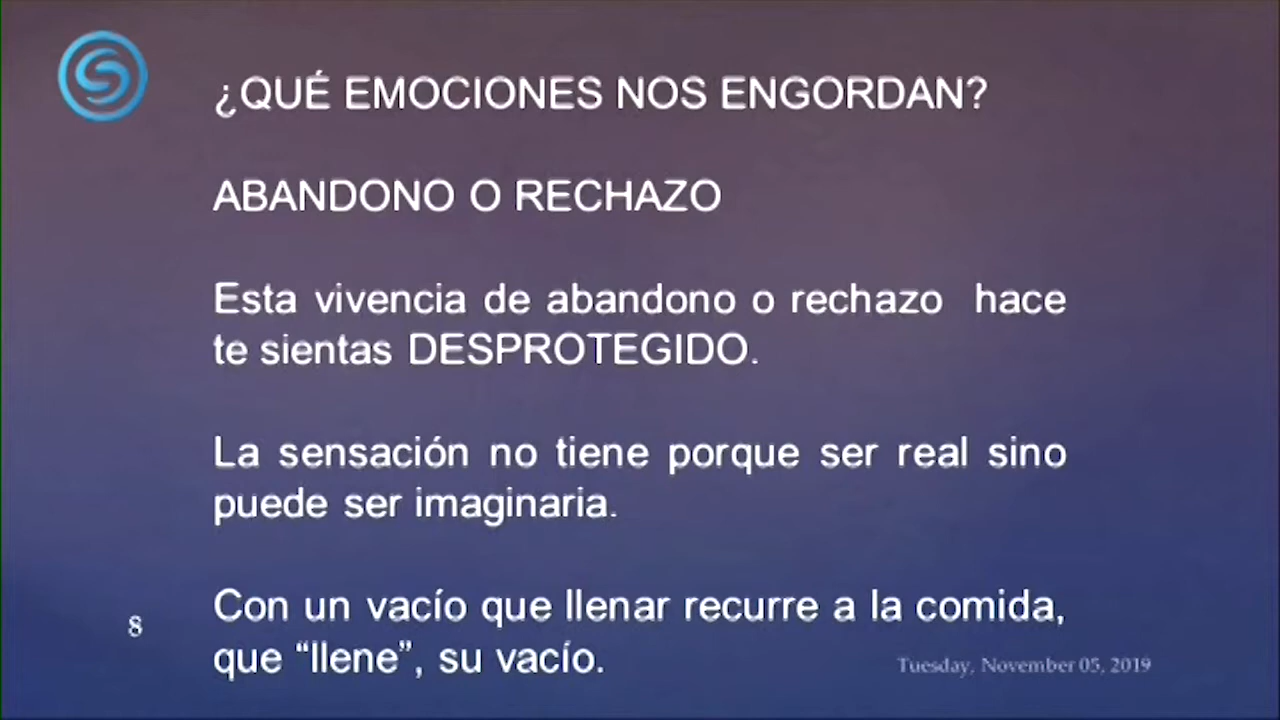 ¿QUÉ EMOCIONES NOS ENGORDAN?
ABANDONO O RECHAZO
Esta vivencia de abandono o rechazo hace
te sientas DESPROTEGIDO.
La sensación no tiene porque ser real sino
puede ser imaginaria.
Con un vacío que llenar recurre a la comida,
que “llene”, su vacío.
8
Tuesday, November 05, 2019